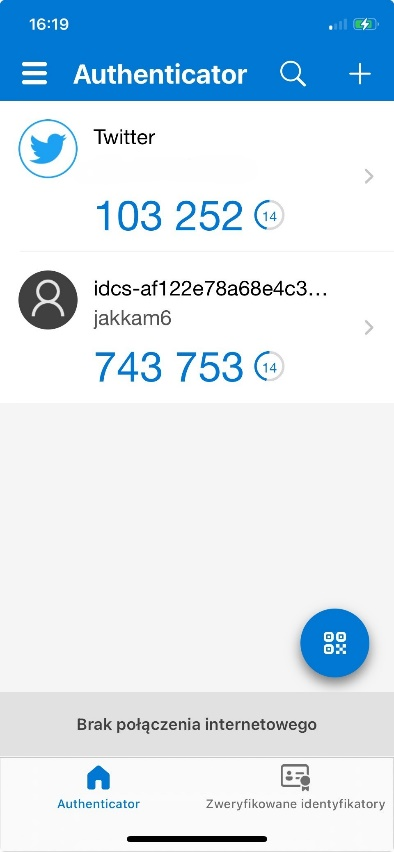 16:19
Authenticator
Twitter
103 252
14
idcs-af122e78a68e4c3...
jakkam6
743 753
14
Brak połączenia internetowego
Authenticator
Zweryfikowane identyfikatory